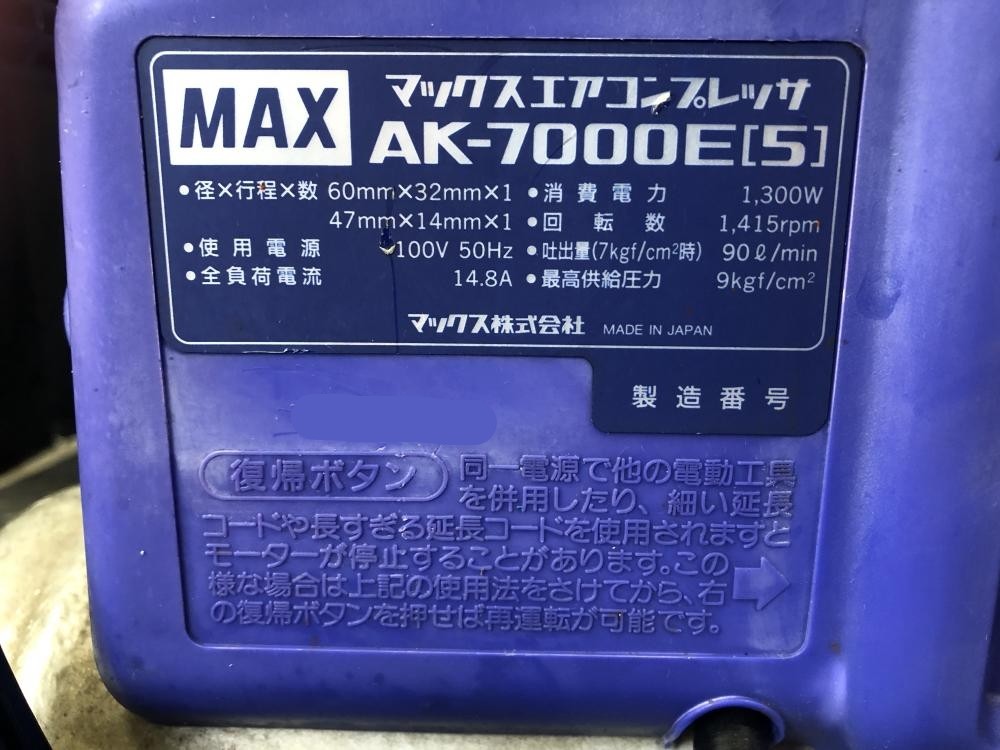 MAX
マックスエアコンプレッサ
AK-7000E[5]
•径×行程×数 60mm×32mm×1 •消費電力 1,300W
47mm×14mm×1 •回転数 1,415rpm
•使用電源 100V 50Hz •吐出量(7kgf/cm²時) 90ℓ/min
•全負荷電流 14.8A •最高供給圧力 9kgf/cm²
マックス株式会社 MADE IN JAPAN
製造番号
復帰ボタン 同一電源で他の電動工具
を併用したり、細い延長
コードや長すぎる延長コードを使用されますと
モーターが停止することがあります。この
様な場合は上記の使用法をさけてから、右
の復帰ボタンを押せば再運転が可能です。